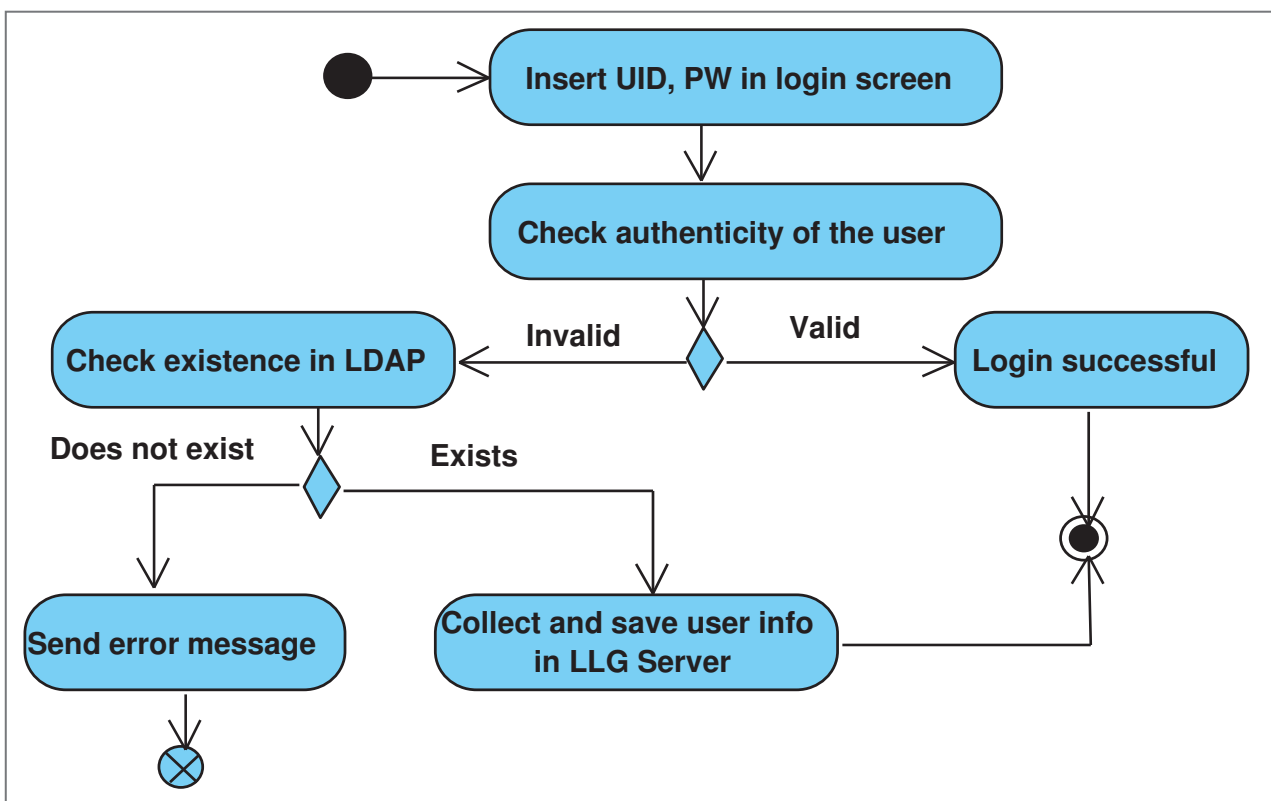 Insert UID, PW in login screen
Check authenticity of the user
Invalid
Valid
Check existence in LDAP
Login successful
Does not exist
Exists
Send error message
Collect and save user info
in LLG Server